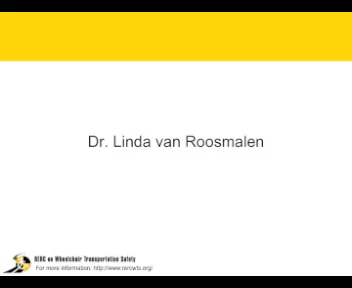 Dr. Linda van Roosmalen
RERC on Wheelchair Transportation Safety
For more information: http://www.rercwts.org/